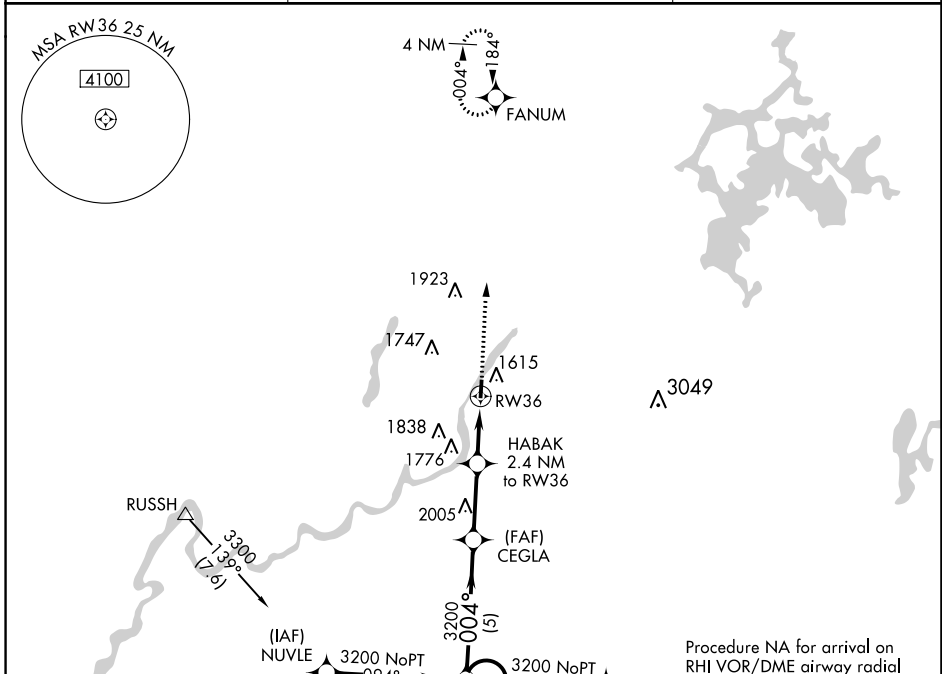 MSA RW36 25 NM
4100
4 NM
004°
184°
FANUM
1923
1747
1615
RW36
3049
1838
1776
HABAK
2.4 NM
to RW36
RUSSH
2005
(FAF)
CEGLA
3300
139°
(7.6)
3200
004°
(5)
(IAF)
NUVLE
3200 NoPT
3200 NoPT
Procedure NA for arrival on
RHI VOR/DME airway radial